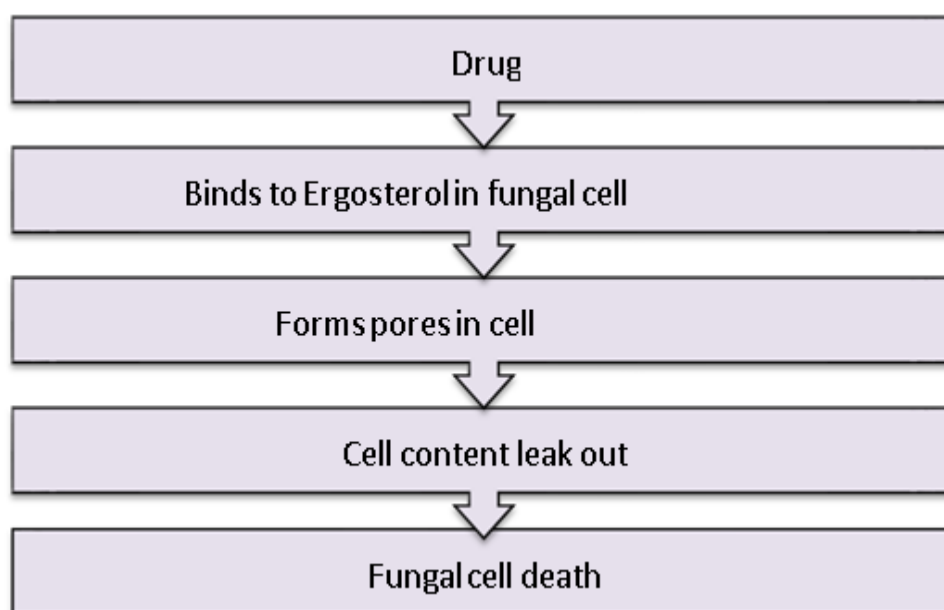 Drug
Binds to Ergosterol in fungal cell
Forms pores in cell
Cell content leak out
Fungal cell death